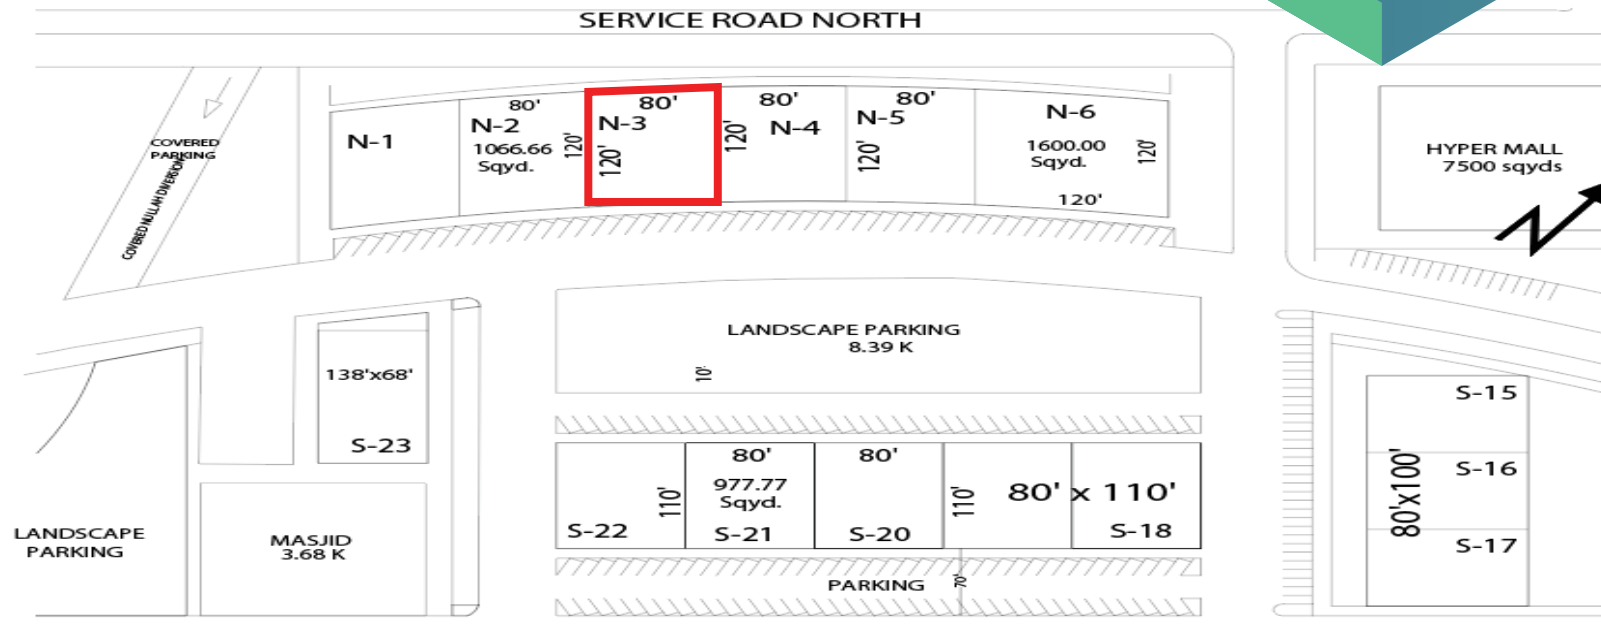 SERVICE ROAD NORTH
COVERED
PARKING
COVERED NULLAH DIVERSION
N-1
80'
N-2
1066.66
Sqyd.
120'
80'
N-3
120'
80'
120'
N-4
80'
N-5
120'
N-6
1600.00
Sqyd.
120'
120'
HYPER MALL
7500 sqyds
N
LANDSCAPE PARKING
8.39 K
10'
138'x68'
S-23
LANDSCAPE
PARKING
MASJID
3.68 K
110'
S-22
80'
977.77
Sqyd.
S-21
80'
S-20
110'
80' x 110'
S-18
PARKING
70'
S-15
80'x100'
S-16
S-17